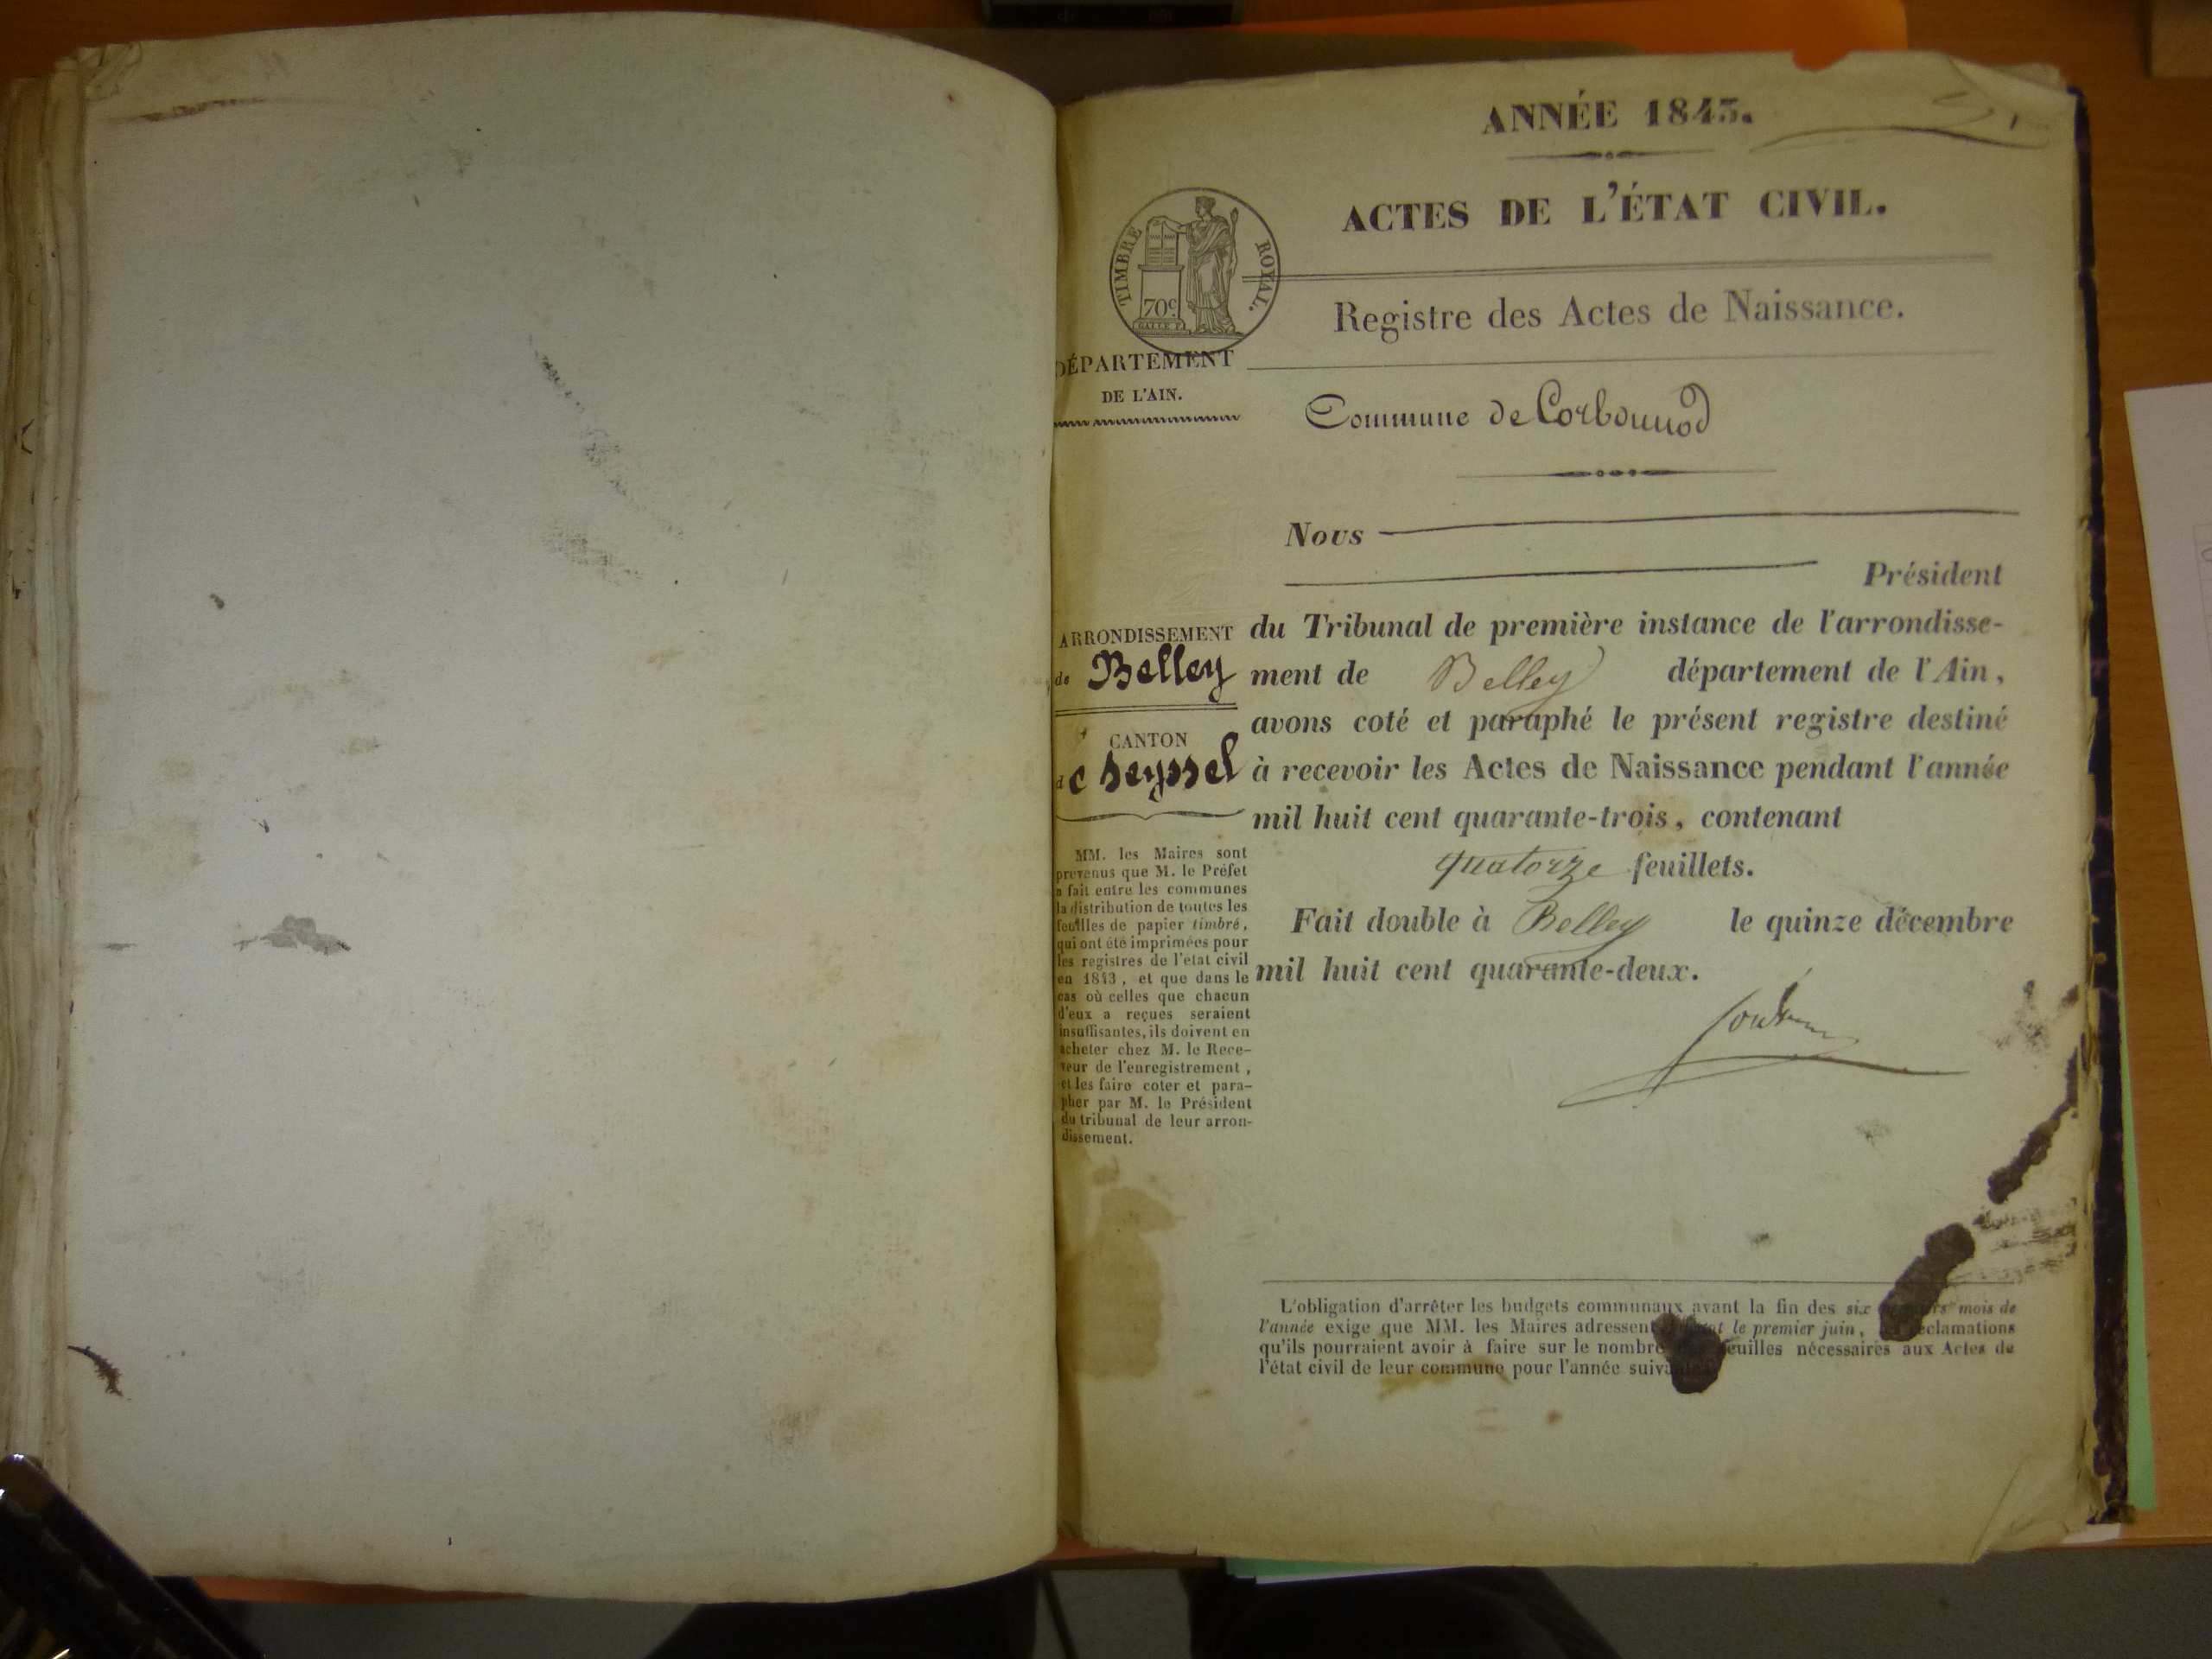 ANNÉE 1843.
ACTES DE L'ÉTAT CIVIL.
TIMBRE ROYAL.
70c
Registre des Actes de Naissance.
DÉPARTEMENT
DE L'AIN.
Commune de Corbonod
Nous
Président
ARRONDISSEMENT
de Belley
CANTON
de Seyssel
du Tribunal de première instance de l'arrondisse-
ment de Belley département de l'Ain,
avons coté et paraphé le présent registre destiné
à recevoir les Actes de Naissance pendant l'année
mil huit cent quarante-trois, contenant
quatorze feuillets.
Fait double à Belley le quinze décembre
mil huit cent quarante-deux.
MM. les Maires sont
prévenus que M. le Préfet
a fait entre les communes
la distribution de toutes les
feuilles de papier timbré,
qui ont été imprimées pour
les registres de l'état civil
en 1843, et que dans le
cas où celles que chacun
d'eux a reçues seraient
insuffisantes, ils doivent en
acheter chez M. le Rece-
veur de l'enregistrement,
et les faire coter et para-
pher par M. le Président
du tribunal de leur arron-
dissement.
L'obligation d'arrêter les budgets communaux avant la fin des six mois de
l'année exige que MM. les Maires adressent le premier juin, réclamations
qu'ils pourraient avoir à faire sur le nombre feuilles nécessaires aux Actes de
l'état civil de leur commune pour l'année